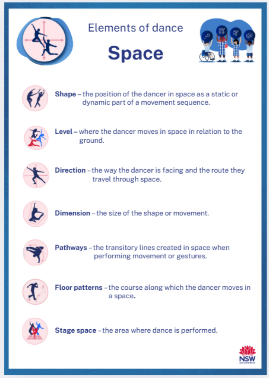 Elements of dance
Space
Shape – the position of the dancer in space as a static or
dynamic part of a movement sequence.
Level – where the dancer moves in space in relation to the
ground.
Direction - the way the dancer is facing and the route they
travel through space.
Dimension – the size of the shape or movement.
Pathways - the transitory lines created in space when
performing movement or gestures.
Floor patterns - the course along which the dancer moves in
a space.
Stage space - the area where dance is performed.
NSW